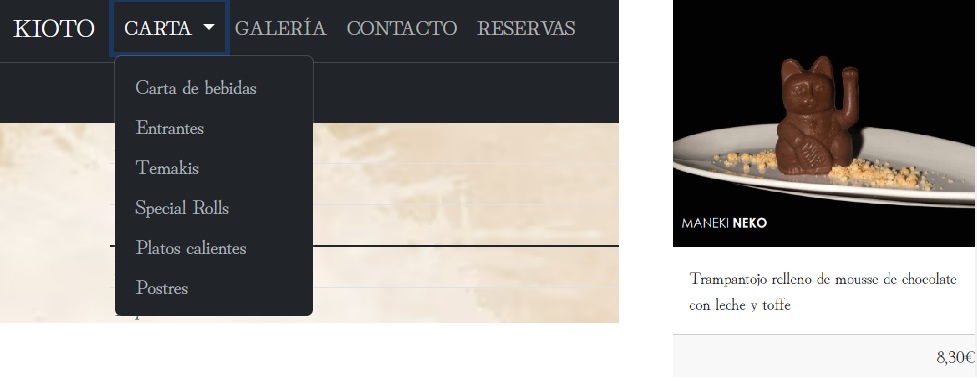 KIOTO CARTA GALERÍA CONTACTO RESERVAS
Carta de bebidas
Entrantes
Temakis
Special Rolls
Platos calientes
Postres
MANEKI NEKO
Trampantojo relleno de mousse de chocolate
con leche y toffe
8,30€